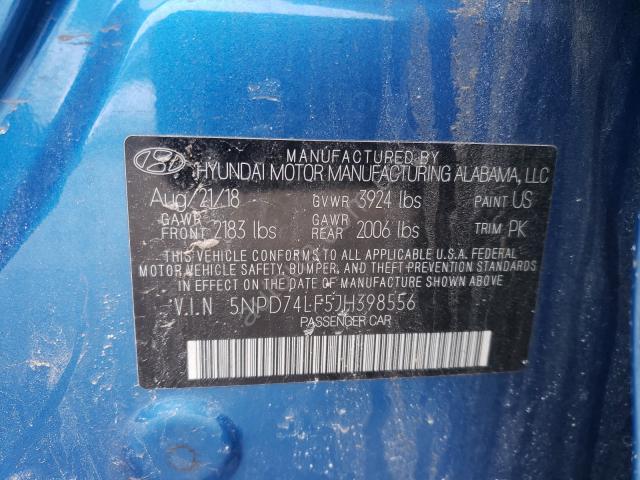 MANUFACTURED BY
HYUNDAI MOTOR MANUFACTURING ALABAMA, LLC
Aug/21/18 GVWR 3924 lbs PAINT US
GAWR FRONT 2183 lbs GAWR REAR 2006 lbs TRIM PK
THIS VEHICLE CONFORMS TO ALL APPLICABLE U.S.A. FEDERAL
MOTOR VEHICLE SAFETY, BUMPER, AND THEFT PREVENTION STANDARDS
IN EFFECT ON THE DATE OF MANUFACTURE SHOWN ABOVE.
V.I.N 5NPD74LF5JH398556
PASSENGER CAR